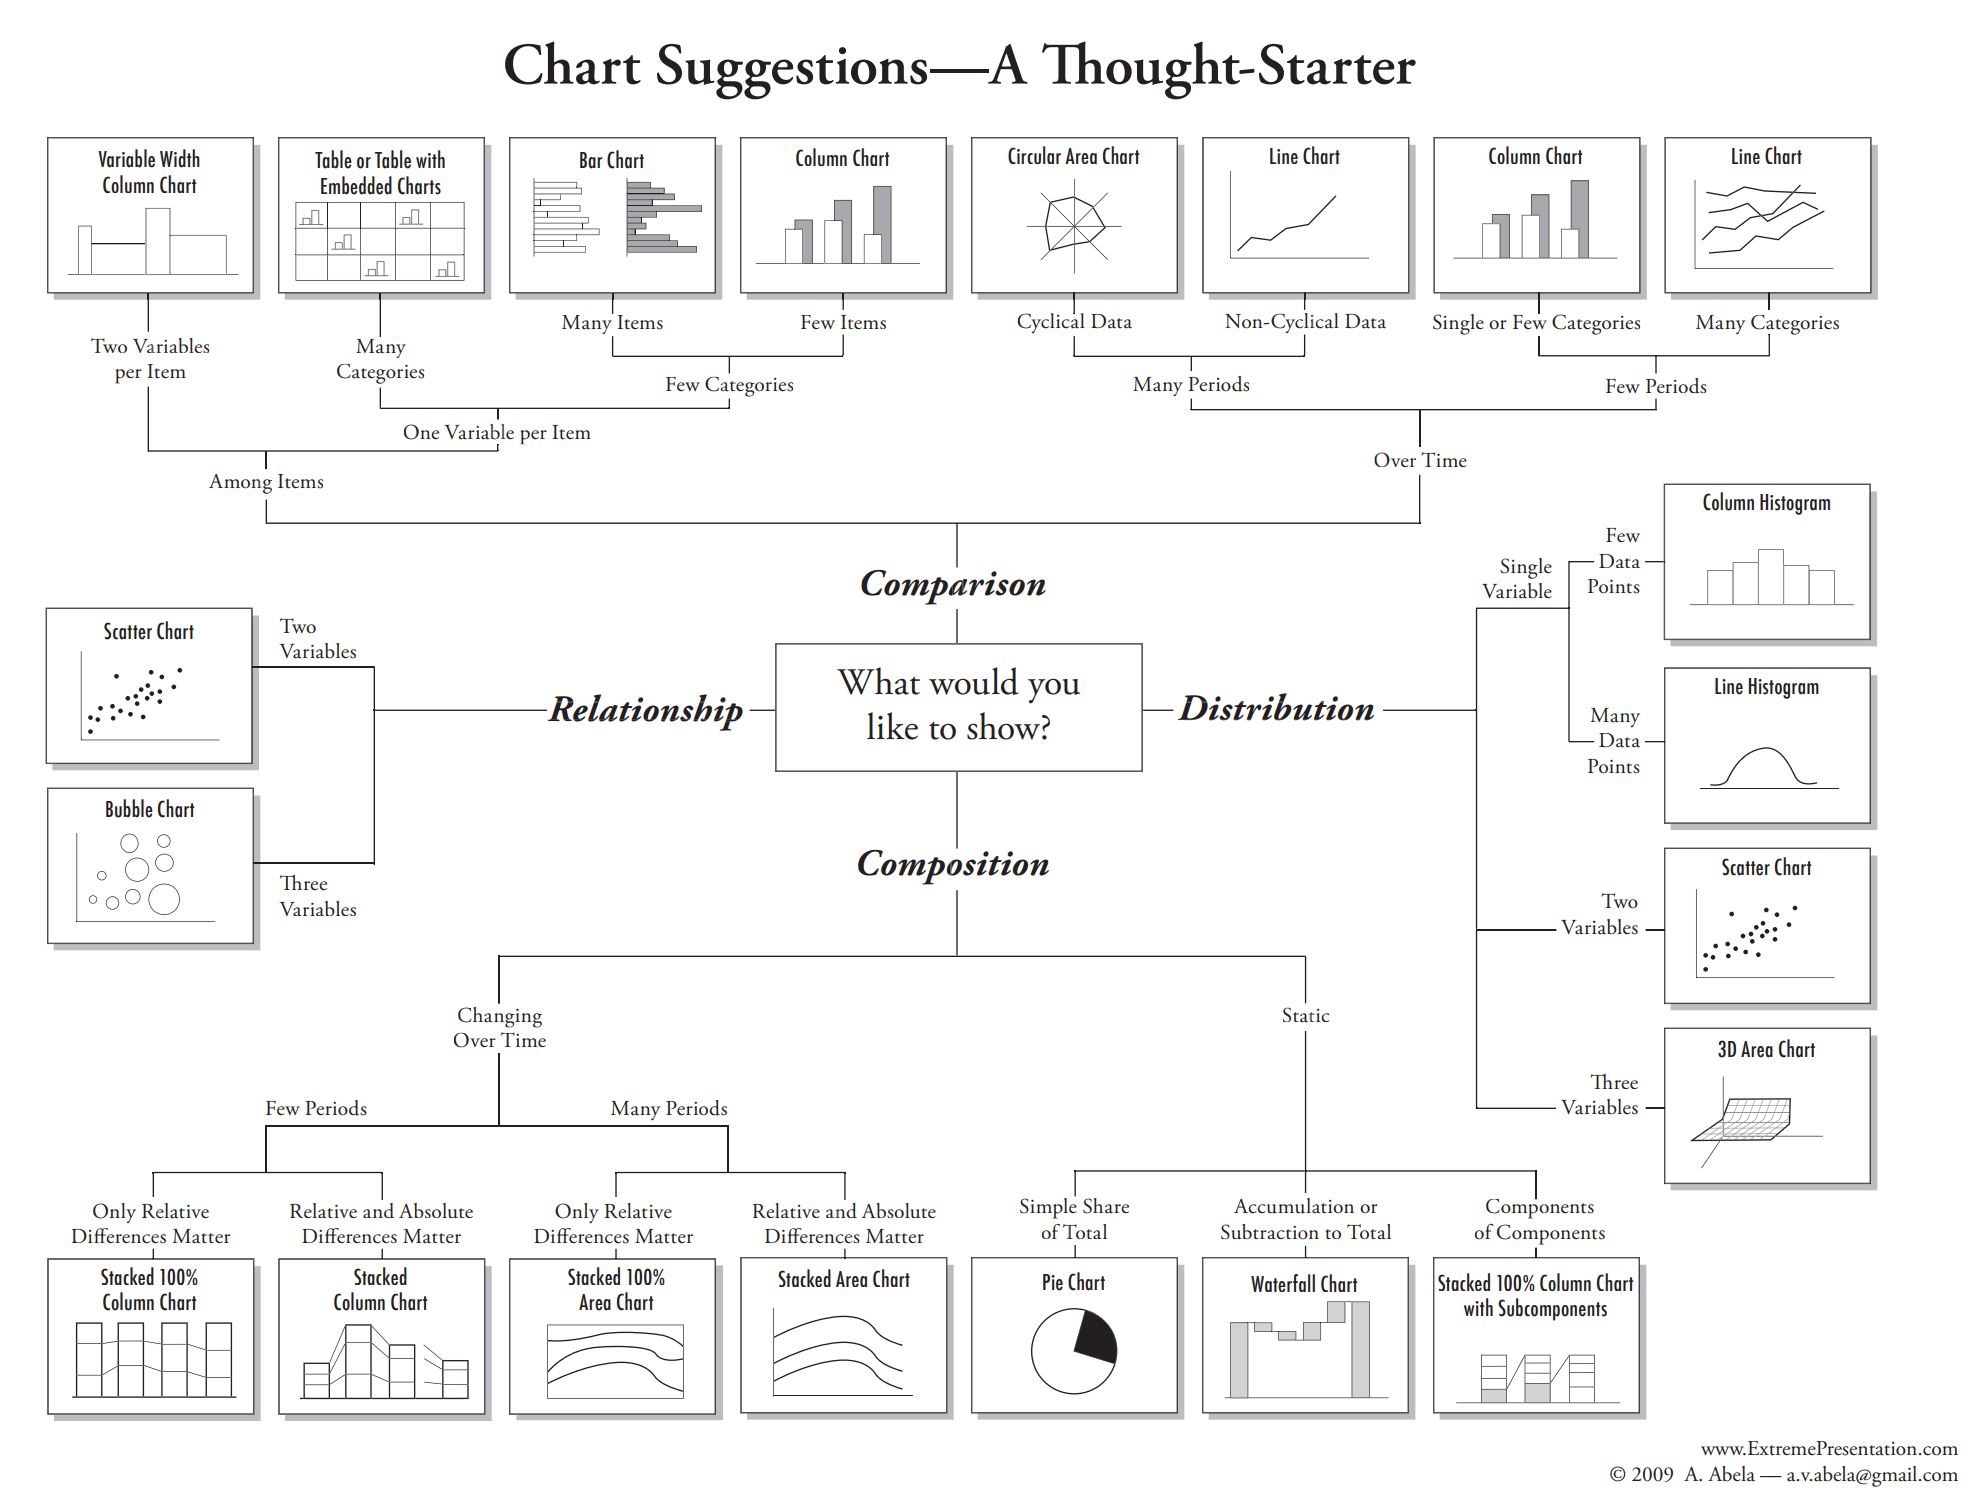 Chart Suggestions—A Thought-Starter
Variable Width
Column Chart
Table or Table with
Embedded Charts
Bar Chart
Column Chart
Circular Area Chart
Line Chart
Column Chart
Line Chart
Two Variables
per Item
Many
Categories
Many Items
Few Items
Cyclical Data
Non-Cyclical Data
Single or Few Categories
Many Categories
Few Categories
Many Periods
Few Periods
One Variable per Item
Among Items
Over Time
Comparison
What would you
like to show?
Relationship
Two
Variables
Scatter Chart
Three
Variables
Bubble Chart
Distribution
Single
Variable
Few
Data
Points
Column Histogram
Many
Data
Points
Line Histogram
Two
Variables
Scatter Chart
Three
Variables
3D Area Chart
Composition
Changing
Over Time
Static
Few Periods
Many Periods
Only Relative
Differences Matter
Relative and Absolute
Differences Matter
Only Relative
Differences Matter
Relative and Absolute
Differences Matter
Simple Share
of Total
Accumulation or
Subtraction to Total
Components
of Components
Stacked 100%
Column Chart
Stacked
Column Chart
Stacked 100%
Area Chart
Stacked Area Chart
Pie Chart
Waterfall Chart
Stacked 100% Column Chart
with Subcomponents
www.ExtremePresentation.com
© 2009 A. Abela — a.v.abela@gmail.com